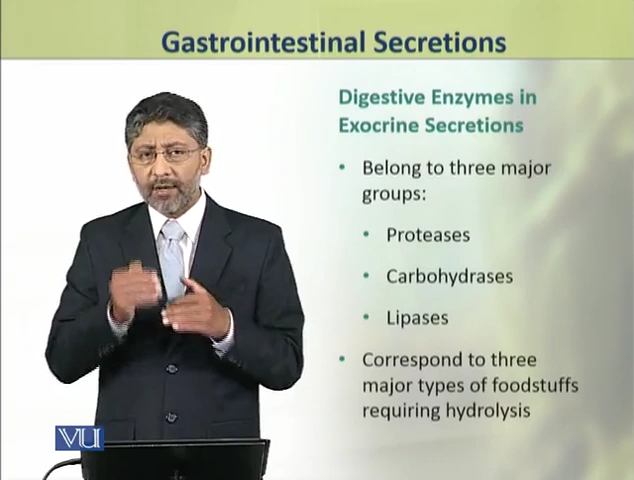 Gastrointestinal Secretions
Digestive Enzymes in
Exocrine Secretions
• Belong to three major
groups:
• Proteases
• Carbohydrases
• Lipases
• Correspond to three
major types of foodstuffs
requiring hydrolysis
VU